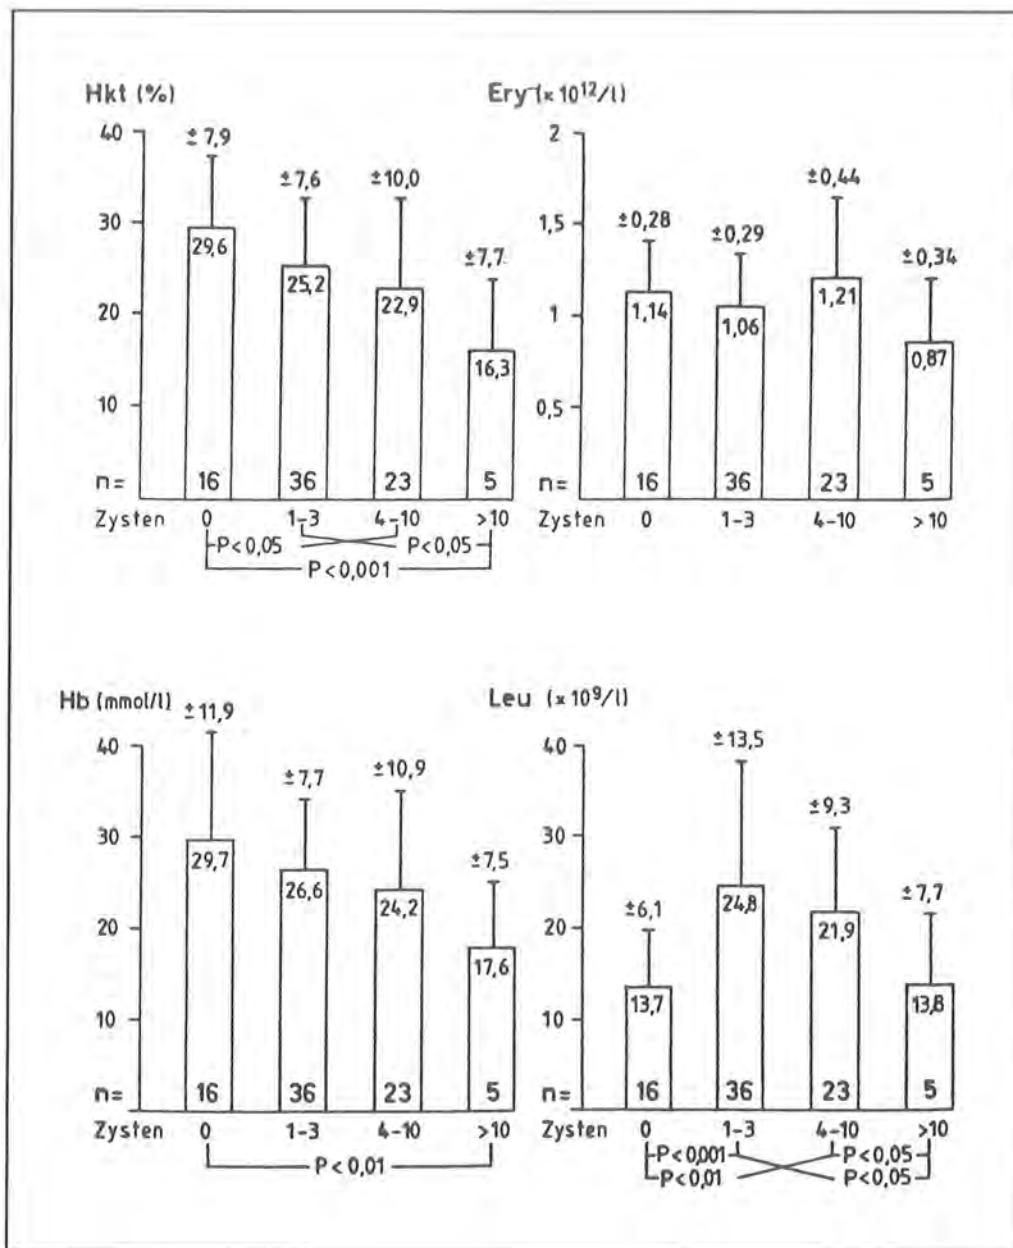 Hkt (%)
40
30
20
10
± 7,9
± 7,6
± 10,0
± 7,7
29,6
25,2
22,9
16,3
n= 16 36 23 5
Zysten 0 1–3 4–10 >10
P < 0,05 P < 0,05
P < 0,001
Ery (× 10¹²/l)
2
1,5
1
0,5
± 0,28
± 0,29
± 0,44
± 0,34
1,14
1,06
1,21
0,87
n= 16 36 23 5
Zysten 0 1–3 4–10 >10
Hb (mmol/l)
40
30
20
10
± 11,9
± 7,7
± 10,9
± 7,5
29,7
26,6
24,2
17,6
n= 16 36 23 5
Zysten 0 1–3 4–10 >10
P < 0,01
Leu (× 10⁹/l)
40
30
20
10
± 6,1
± 13,5
± 9,3
± 7,7
13,7
24,8
21,9
13,8
n= 16 36 23 5
Zysten 0 1–3 4–10 >10
P < 0,001 P < 0,05
P < 0,01 P < 0,05